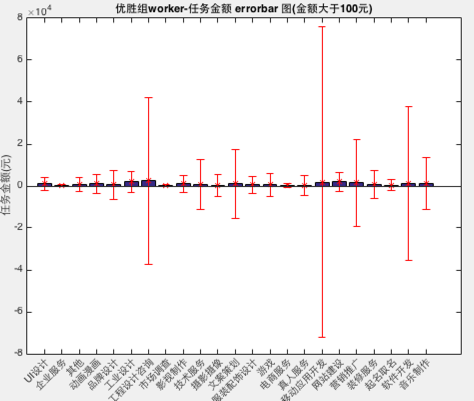 优胜组worker-任务金额 errorbar 图(金额大于100元)
×10⁴
8
6
4
2
0
-2
-4
-6
-8
任务金额(元)
UI设计
企业服务
其他
动画漫画
品牌设计
工业设计
工程设计咨询
市场调查
影视制作
技术服务
摄影摄像
文案策划
服装配饰设计
游戏
电商服务
真人服务
移动应用开发
网站建设
营销推广
装修服务
起名取名
软件开发
音乐制作